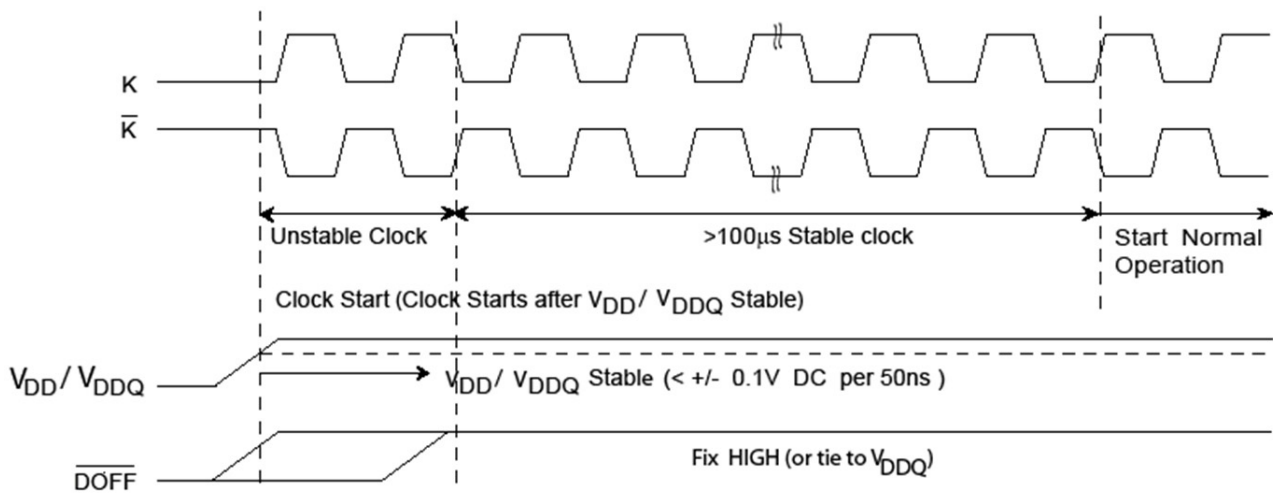 K
K̅
Unstable Clock
>100μs Stable clock
Start Normal
Operation
Clock Start (Clock Starts after VDD/ VDDQ Stable)
VDD/ VDDQ
VDD/ VDDQ Stable (< +/- 0.1V DC per 50ns )
Fix HIGH (or tie to VDDQ)
D̅O̅F̅F̅